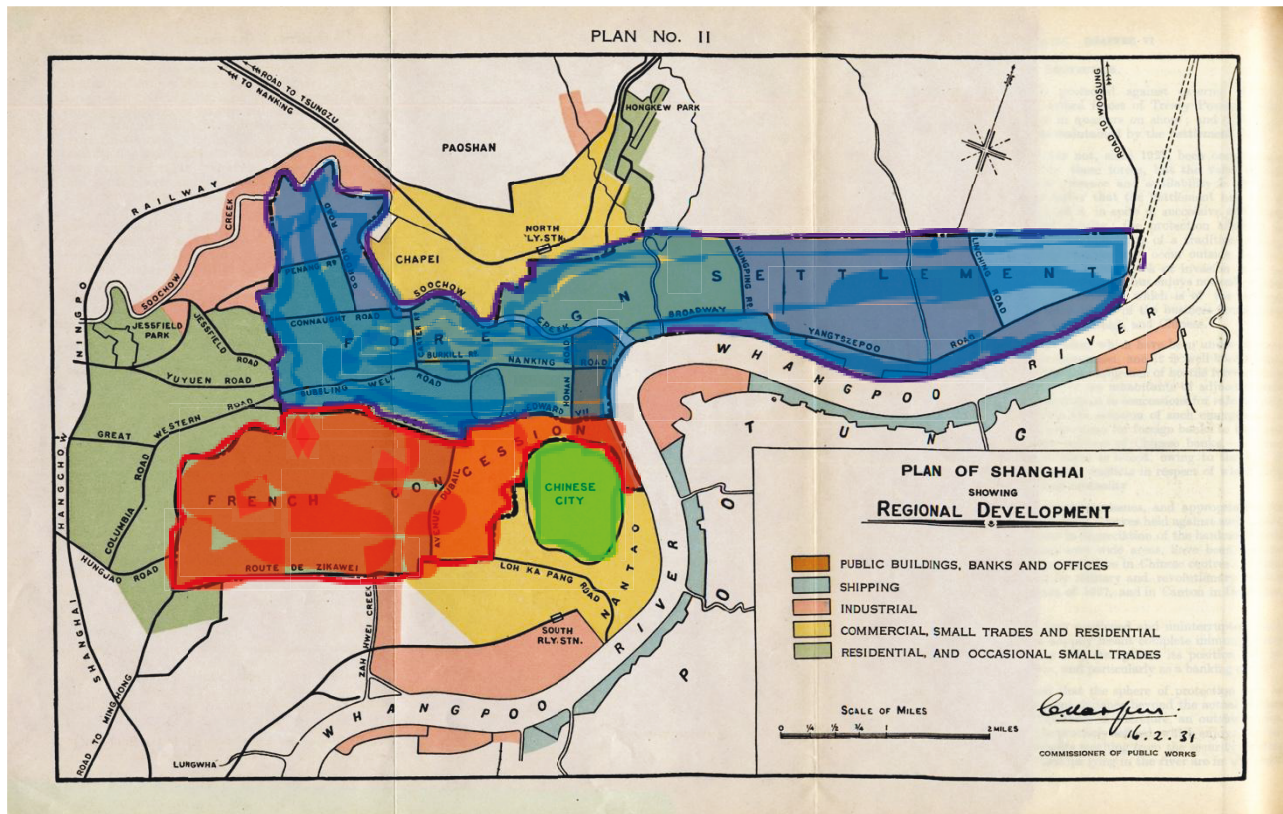 PLAN No. II
ROAD TO TSUNGZU
TO NANKING
HONGKEW PARK
ROAD TO WOOSUNG
PAOSHAN
RAILWAY
CREEK
SOOCHOW
NORTH
RLY. STN.
CHAPEI
ROAD
GORDON
PENANG RD
SOOCHOW
CREEK
CONNAUGHT ROAD
FOREIGN SETTLEMENT
KUNGPING RD
LINCHING ROAD
BROADWAY
YANGTSZEPOO ROAD
NINGPO
JESSFIELD
PARK
JESSFIELD
ROAD
BURKILL RD
NANKING ROAD
HONAN ROAD
YUYUEN ROAD
BUBBLING WELL ROAD
EDWARD VII
GREAT WESTERN ROAD
WHANGPOO RIVER
HANGCHOW
COLUMBIA ROAD
FRENCH CONCESSION
AVENUE DUBAIL
CHINESE
CITY
HUNGJAO ROAD
ROUTE DE ZIKAWEI
LOH KA PANG
ROAD
NANTAO
SOUTH
RLY. STN.
SHANGHAI
ROAD TO MINGHONG
LUNGWHA
WHANGPOO RIVER
POOTUNG
PLAN OF SHANGHAI
SHOWING
REGIONAL DEVELOPMENT
PUBLIC BUILDINGS, BANKS AND OFFICES
SHIPPING
INDUSTRIAL
COMMERCIAL, SMALL TRADES AND RESIDENTIAL
RESIDENTIAL, AND OCCASIONAL SMALL TRADES
SCALE OF MILES
0 ¼ ½ ¾ 1 2 MILES
16.2.31
COMMISSIONER OF PUBLIC WORKS